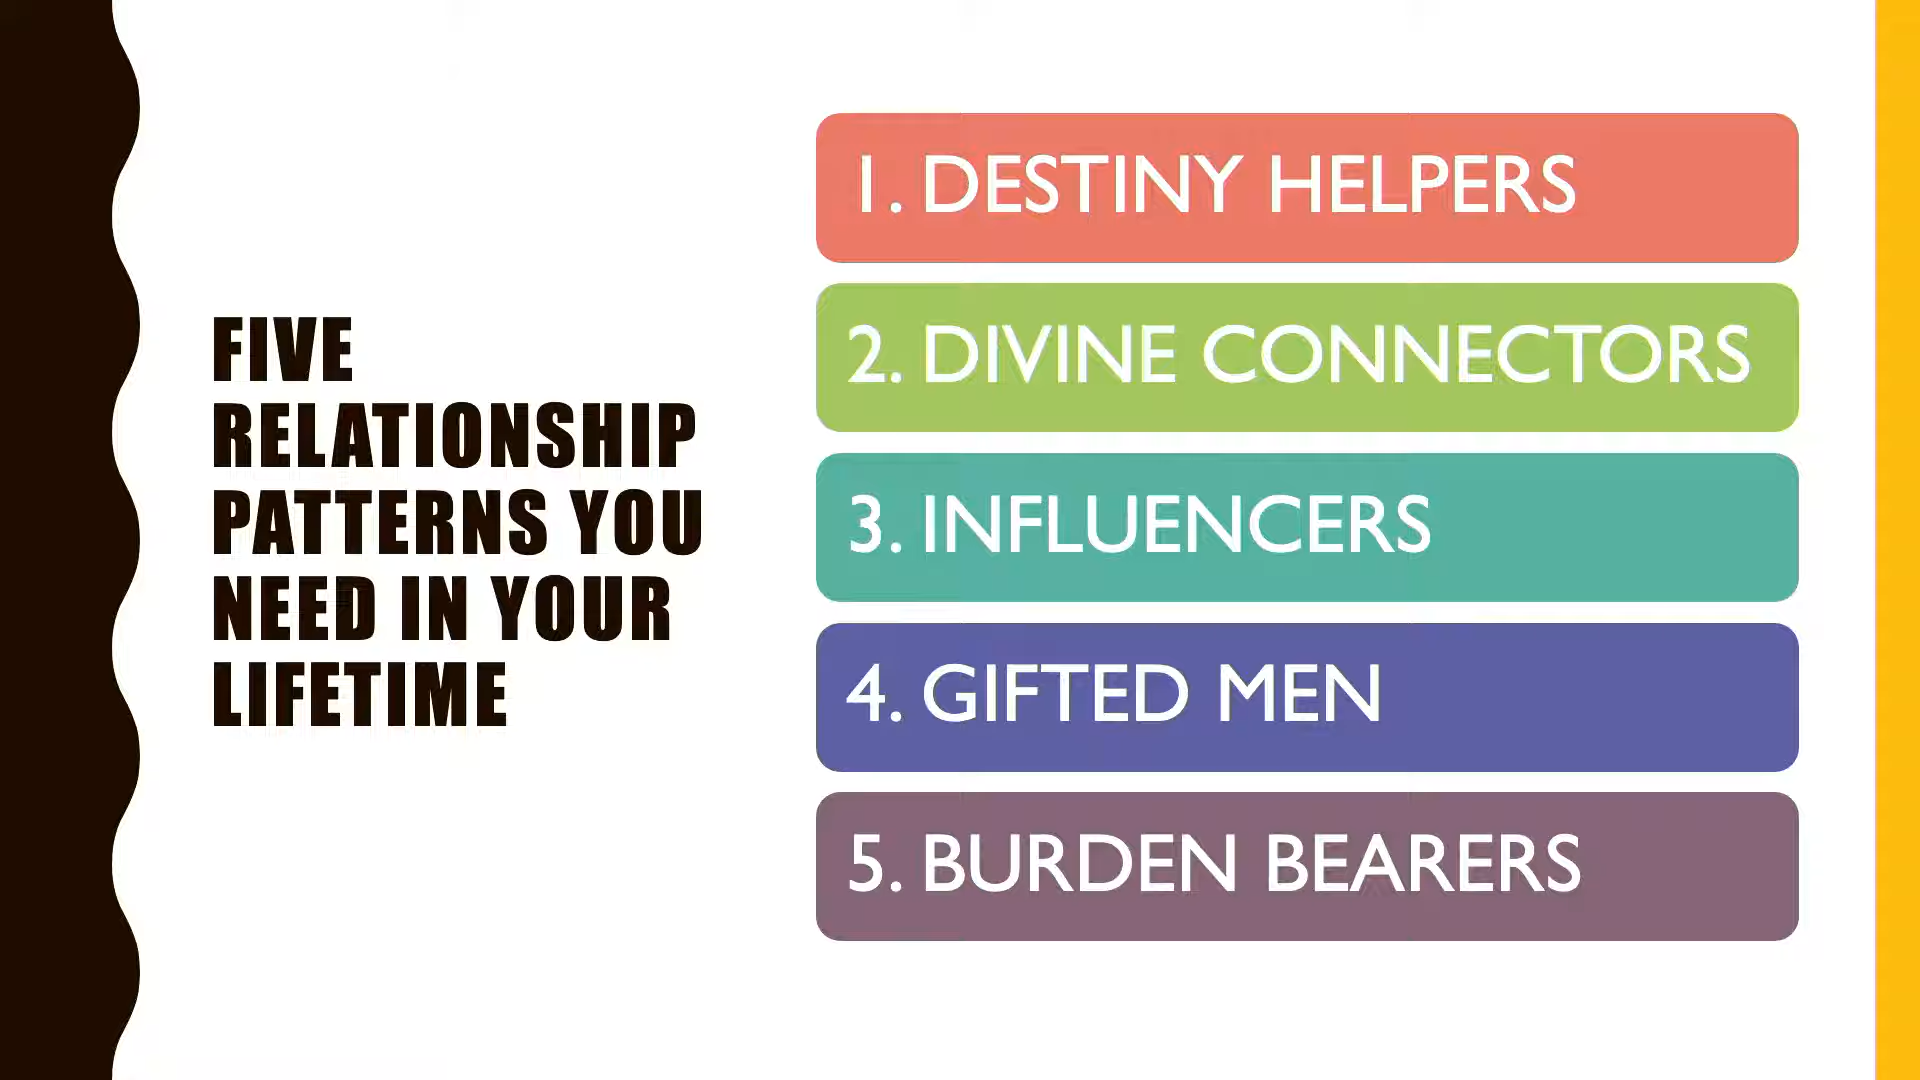 FIVE
RELATIONSHIP
PATTERNS YOU
NEED IN YOUR
LIFETIME
1. DESTINY HELPERS
2. DIVINE CONNECTORS
3. INFLUENCERS
4. GIFTED MEN
5. BURDEN BEARERS